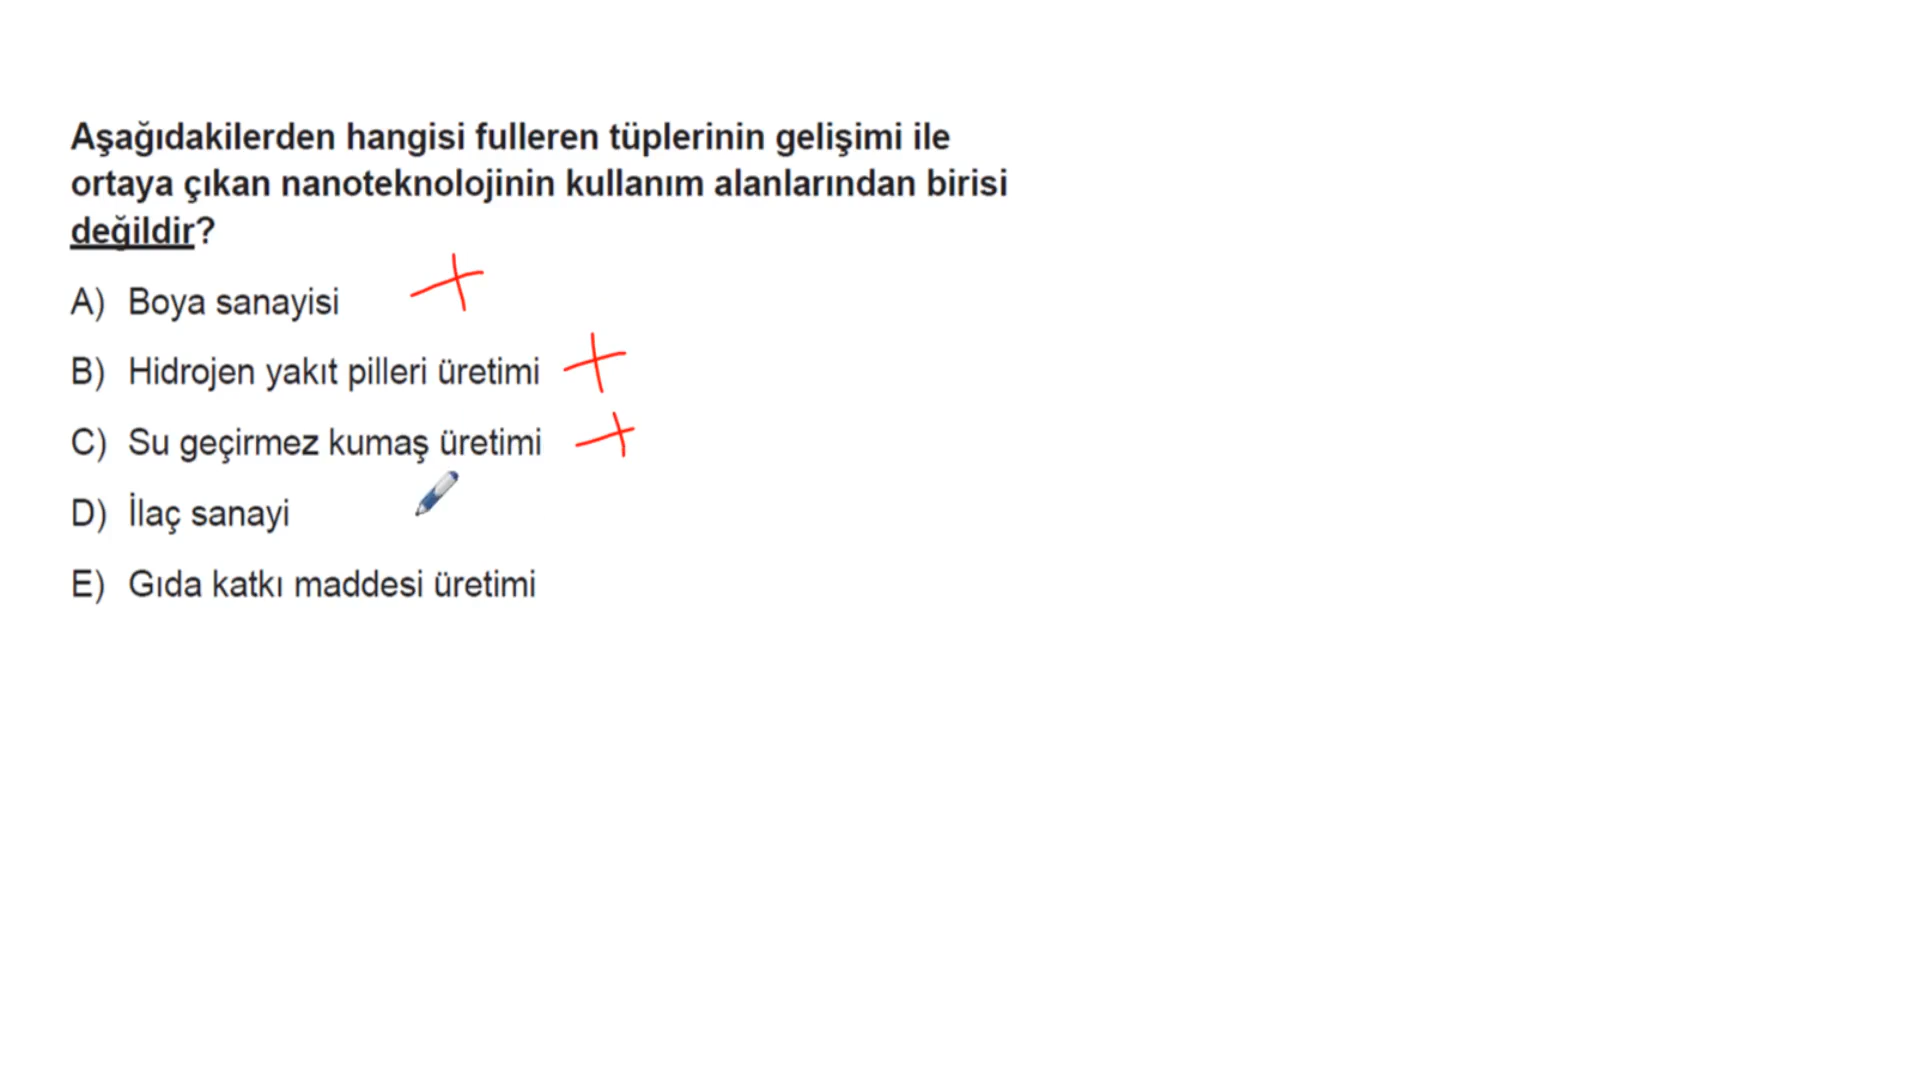 Aşağıdakilerden hangisi fulleren tüplerinin gelişimi ile
ortaya çıkan nanoteknolojinin kullanım alanlarından birisi
değildir?
A) Boya sanayisi +
B) Hidrojen yakıt pilleri üretimi +
C) Su geçirmez kumaş üretimi +
D) İlaç sanayi
E) Gıda katkı maddesi üretimi